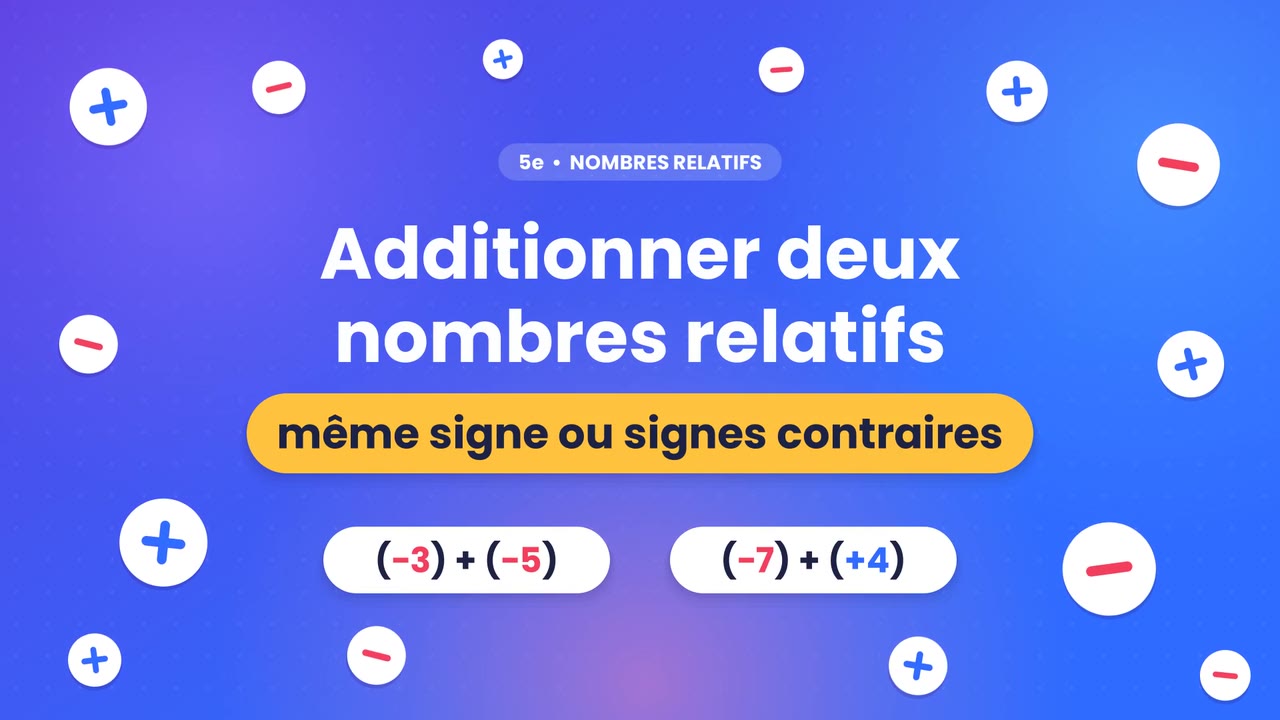 5e • NOMBRES RELATIFS
Additionner deux
nombres relatifs
même signe ou signes contraires
(−3) + (−5)
(−7) + (+4)